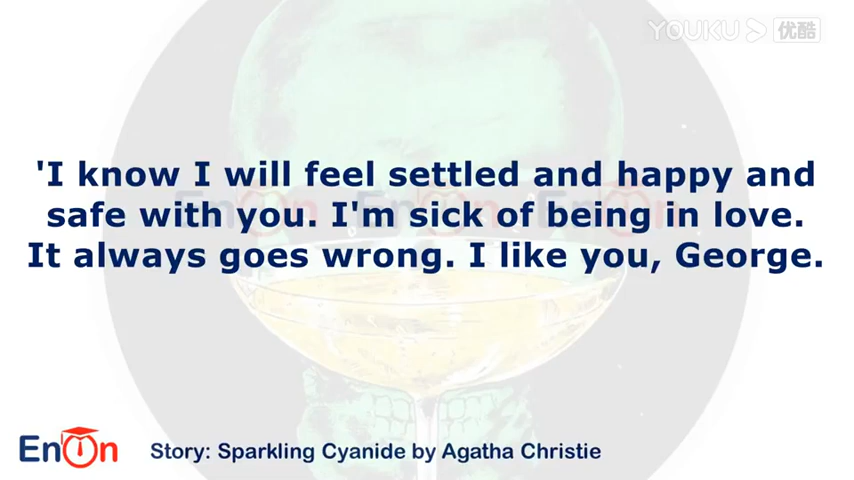 YOUKU 优酷
'I know I will feel settled and happy and
safe with you. I'm sick of being in love.
It always goes wrong. I like you, George.
EnOn
Story: Sparkling Cyanide by Agatha Christie